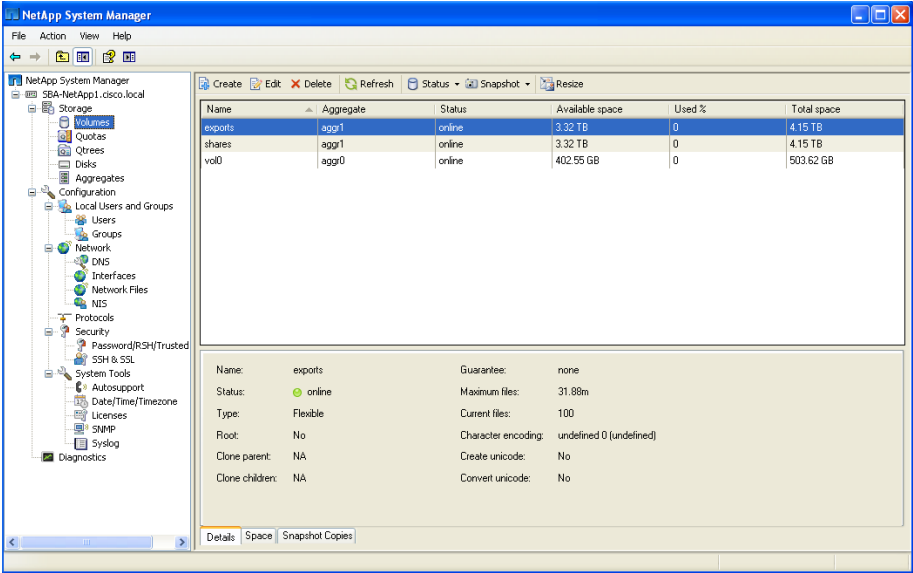 NetApp System Manager
File Action View Help
NetApp System Manager
SBA-NetApp1.cisco.local
Storage
Volumes
Quotas
Qtrees
Disks
Aggregates
Configuration
Local Users and Groups
Users
Groups
Network
DNS
Interfaces
Network Files
NIS
Protocols
Security
Password/RSH/Trusted
SSH & SSL
System Tools
Autosupport
Date/Time/Timezone
Licenses
SNMP
Syslog
Diagnostics
Create Edit Delete Refresh Status Snapshot Resize
Name Aggregate Status Available space Used % Total space
exports aggr1 online 3.32 TB 0 4.15 TB
shares aggr1 online 3.32 TB 0 4.15 TB
vol0 aggr0 online 402.55 GB 0 503.62 GB
Name: exports Guarantee: none
Status: online Maximum files: 31.88m
Type: Flexible Current files: 100
Root: No Character encoding: undefined 0 (undefined)
Clone parent: NA Create unicode: No
Clone children: NA Convert unicode: No
Details Space Snapshot Copies